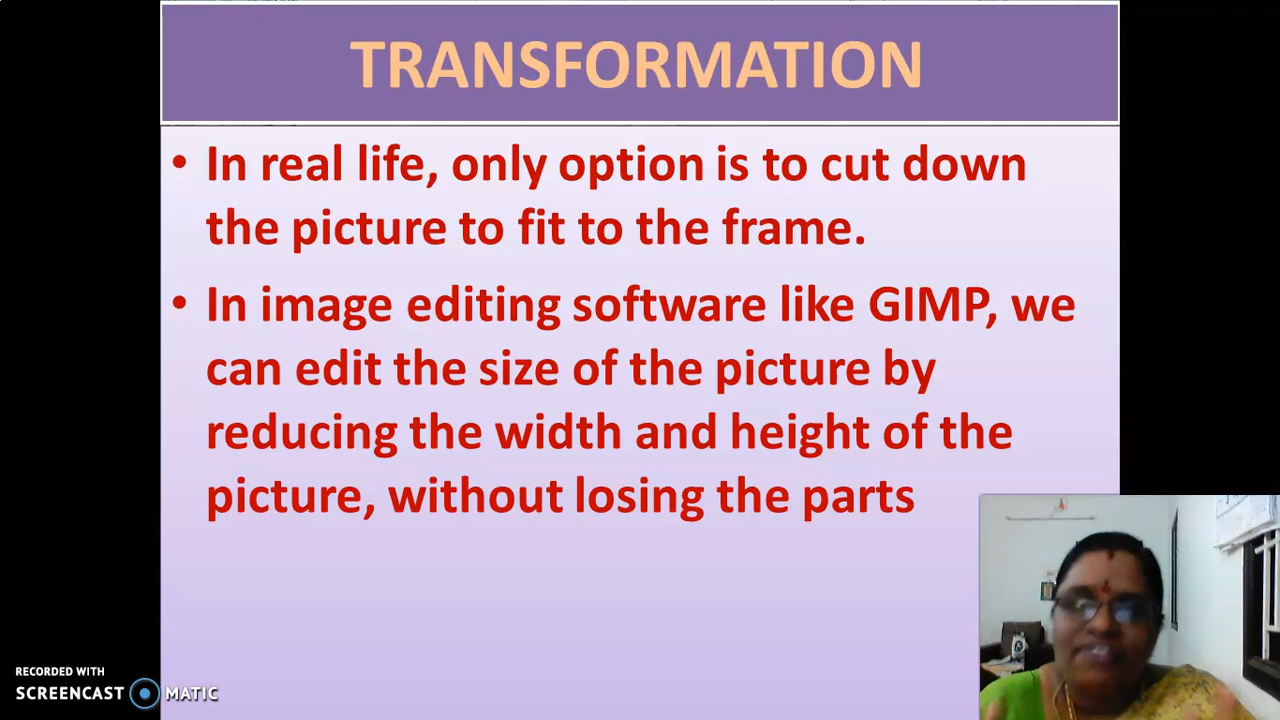 TRANSFORMATION
• In real life, only option is to cut down
the picture to fit to the frame.
• In image editing software like GIMP, we
can edit the size of the picture by
reducing the width and height of the
picture, without losing the parts
RECORDED WITH
SCREENCAST MATIC